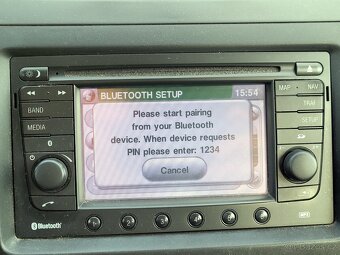 BLUETOOTH SETUP 15:54
Please start pairing
from your Bluetooth
device. When device requests
PIN please enter: 1234
Cancel
MAP NAV
BAND
TRAF
MEDIA
SETUP
Bluetooth
MP3